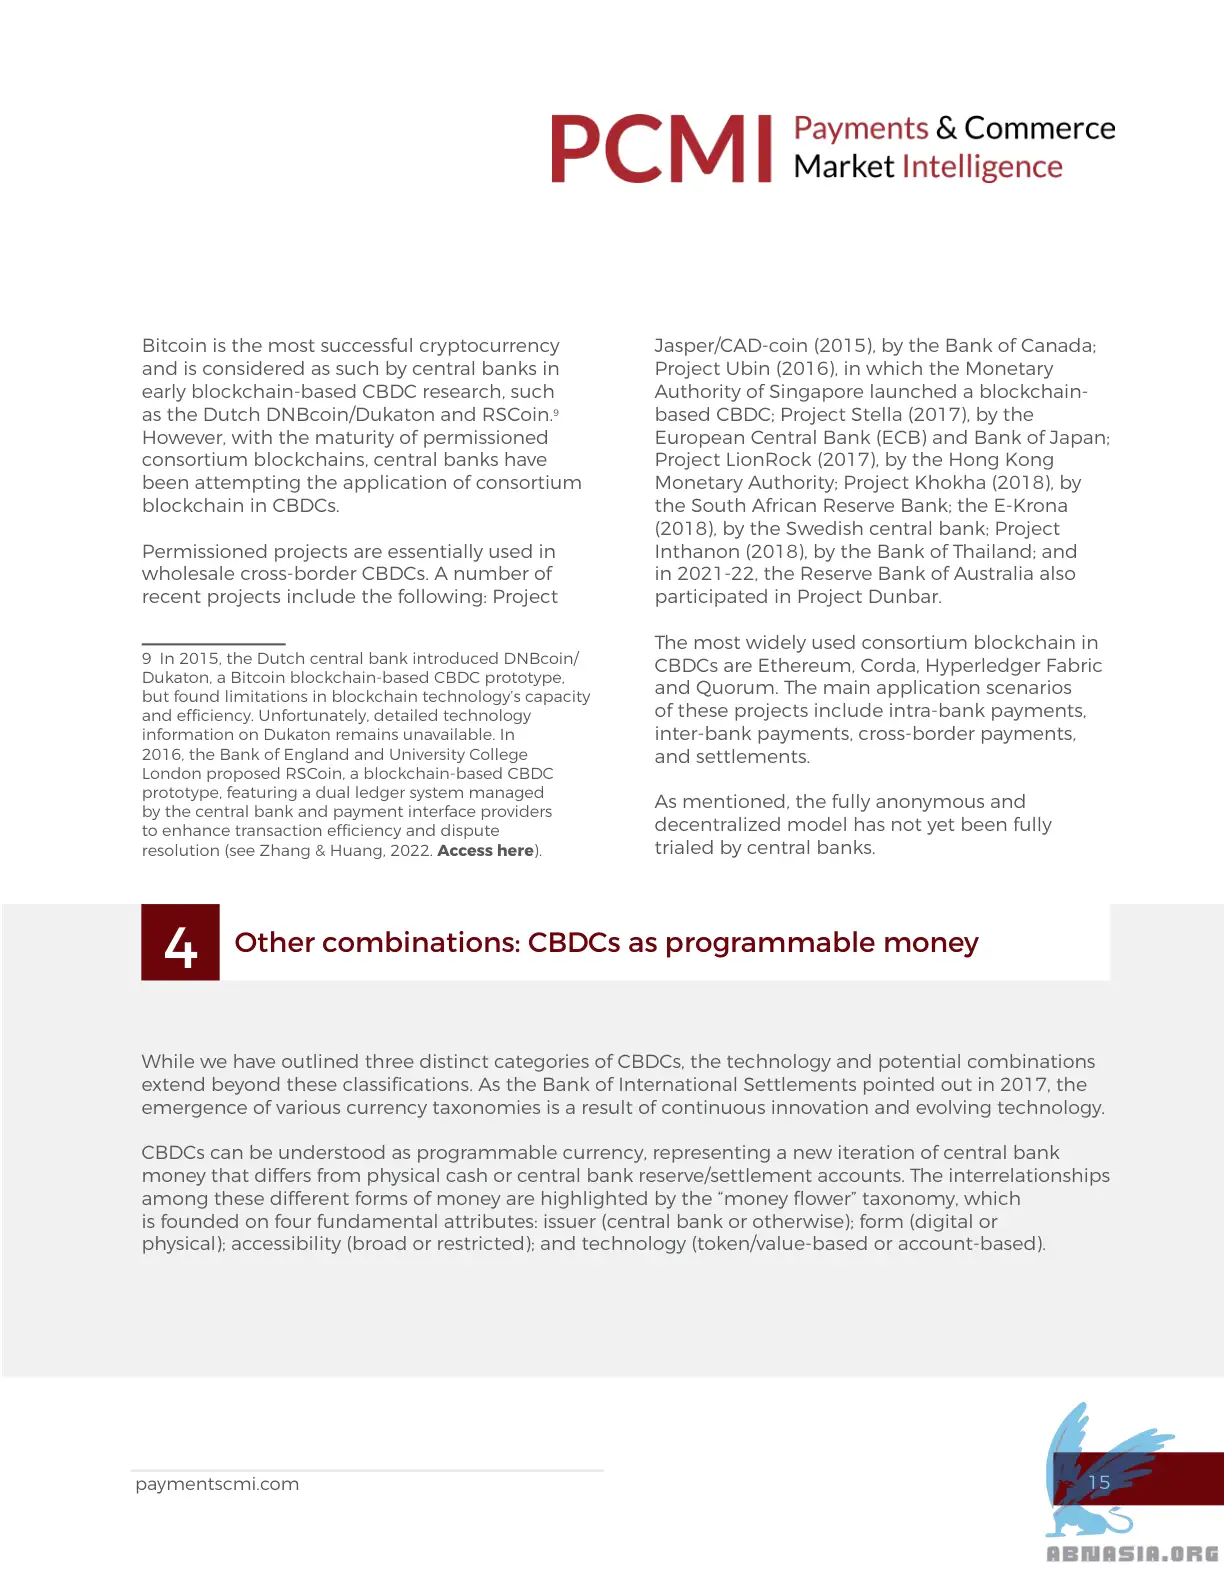 PCMI
Payments & Commerce
Market Intelligence
Bitcoin is the most successful cryptocurrency
and is considered as such by central banks in
early blockchain-based CBDC research, such
as the Dutch DNBcoin/Dukaton and RSCoin.9
However, with the maturity of permissioned
consortium blockchains, central banks have
been attempting the application of consortium
blockchain in CBDCs.
Permissioned projects are essentially used in
wholesale cross-border CBDCs. A number of
recent projects include the following: Project
9 In 2015, the Dutch central bank introduced DNBcoin/
Dukaton, a Bitcoin blockchain-based CBDC prototype,
but found limitations in blockchain technology’s capacity
and efficiency. Unfortunately, detailed technology
information on Dukaton remains unavailable. In
2016, the Bank of England and University College
London proposed RSCoin, a blockchain-based CBDC
prototype, featuring a dual ledger system managed
by the central bank and payment interface providers
to enhance transaction efficiency and dispute
resolution (see Zhang & Huang, 2022. Access here).
Jasper/CAD-coin (2015), by the Bank of Canada;
Project Ubin (2016), in which the Monetary
Authority of Singapore launched a blockchain-
based CBDC; Project Stella (2017), by the
European Central Bank (ECB) and Bank of Japan;
Project LionRock (2017), by the Hong Kong
Monetary Authority; Project Khokha (2018), by
the South African Reserve Bank; the E-Krona
(2018), by the Swedish central bank; Project
Inthanon (2018), by the Bank of Thailand; and
in 2021-22, the Reserve Bank of Australia also
participated in Project Dunbar.
The most widely used consortium blockchain in
CBDCs are Ethereum, Corda, Hyperledger Fabric
and Quorum. The main application scenarios
of these projects include intra-bank payments,
inter-bank payments, cross-border payments,
and settlements.
As mentioned, the fully anonymous and
decentralized model has not yet been fully
trialed by central banks.
4
Other combinations: CBDCs as programmable money
While we have outlined three distinct categories of CBDCs, the technology and potential combinations
extend beyond these classifications. As the Bank of International Settlements pointed out in 2017, the
emergence of various currency taxonomies is a result of continuous innovation and evolving technology.
CBDCs can be understood as programmable currency, representing a new iteration of central bank
money that differs from physical cash or central bank reserve/settlement accounts. The interrelationships
among these different forms of money are highlighted by the “money flower” taxonomy, which
is founded on four fundamental attributes: issuer (central bank or otherwise); form (digital or
physical); accessibility (broad or restricted); and technology (token/value-based or account-based).
paymentscmi.com
15
ABNASIA.ORG